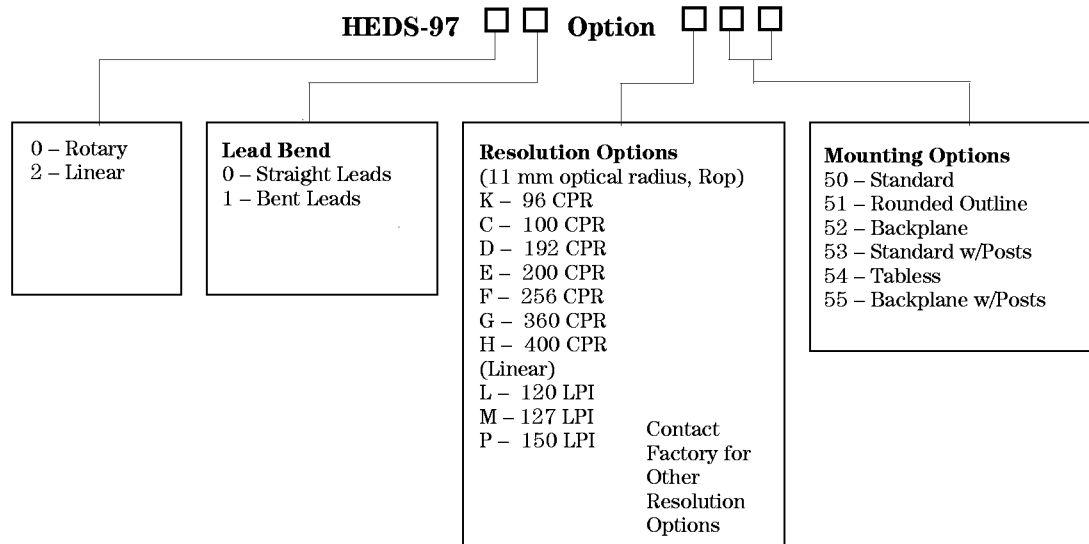 HEDS-97 □ □ Option □ □ □
0 – Rotary
2 – Linear
Lead Bend
0 – Straight Leads
1 – Bent Leads
Resolution Options
(11 mm optical radius, Rop)
K – 96 CPR
C – 100 CPR
D – 192 CPR
E – 200 CPR
F – 256 CPR
G – 360 CPR
H – 400 CPR
(Linear)
L – 120 LPI
M – 127 LPI
P – 150 LPI
Contact
Factory for
Other
Resolution
Options
Mounting Options
50 – Standard
51 – Rounded Outline
52 – Backplane
53 – Standard w/Posts
54 – Tabless
55 – Backplane w/Posts